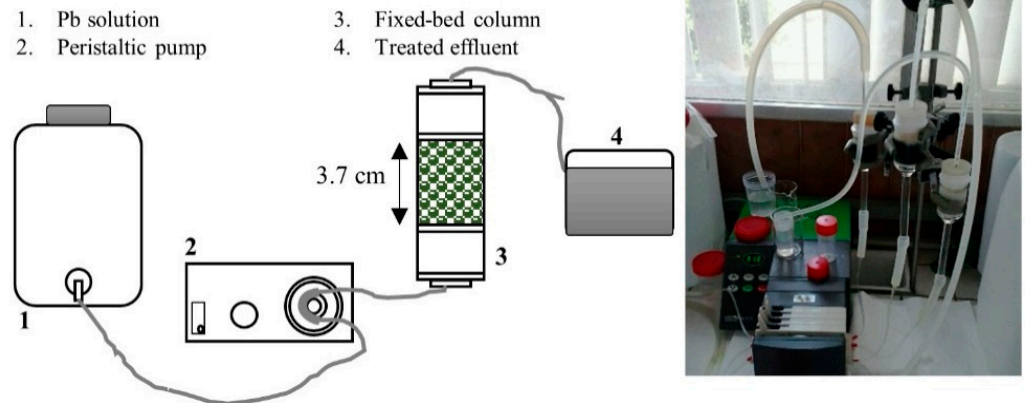 1. Pb solution
2. Peristaltic pump
3. Fixed-bed column
4. Treated effluent
3.7 cm
4
2
3
1